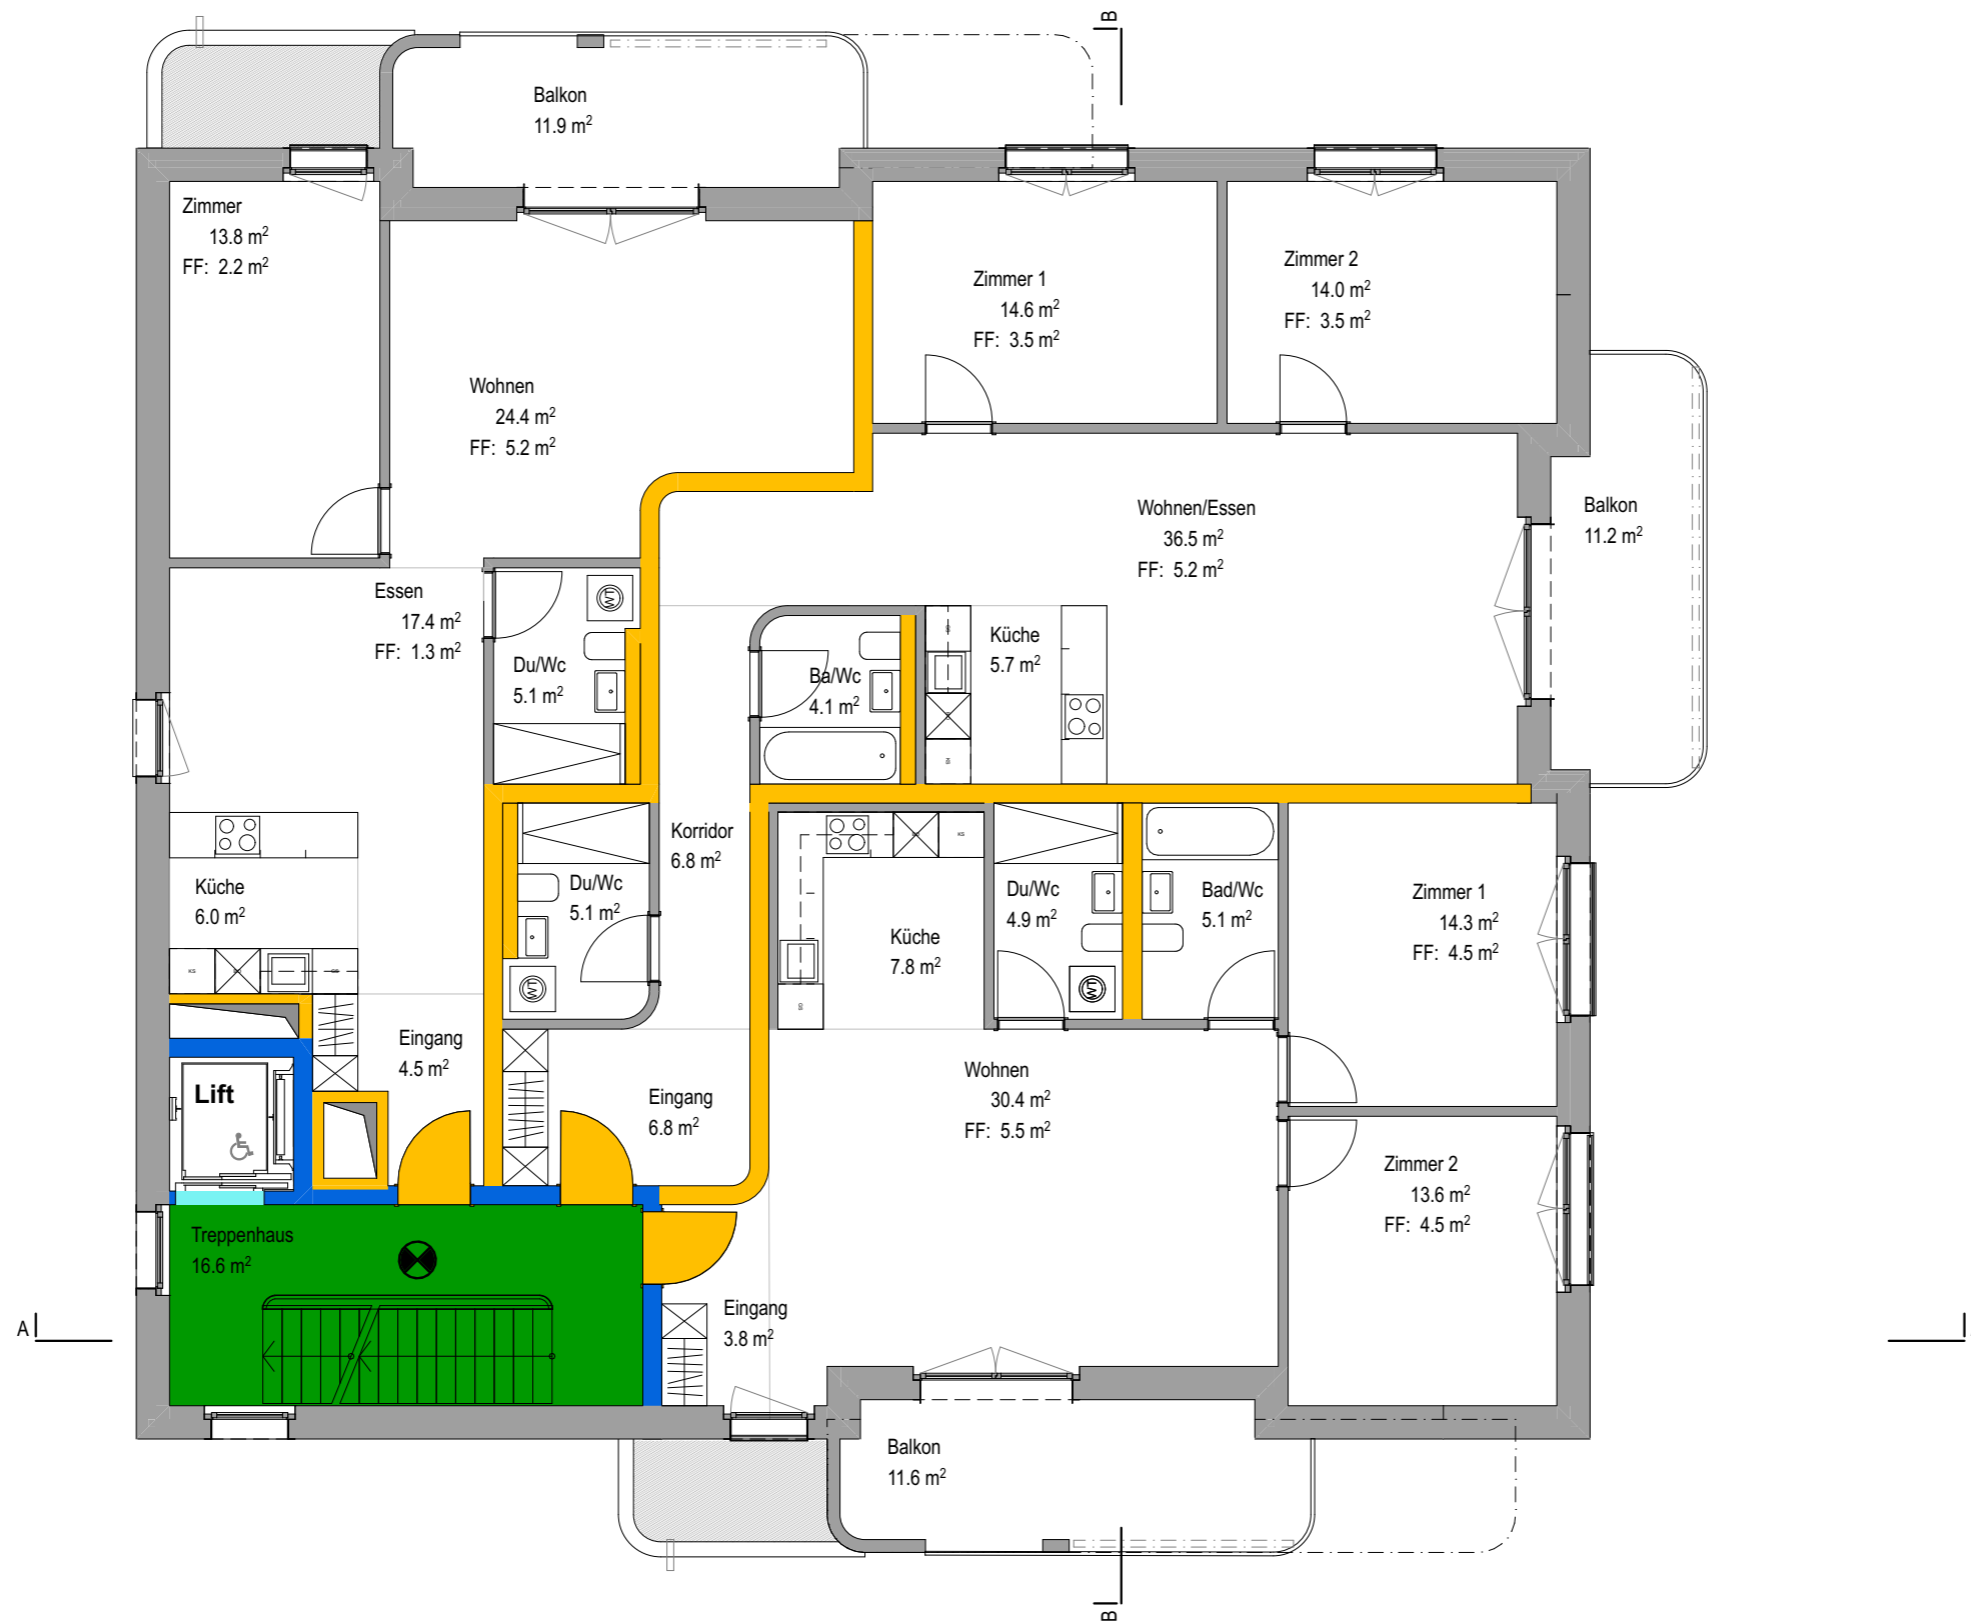 B
Balkon
11.9 m²
Zimmer
13.8 m²
FF: 2.2 m²
Wohnen
24.4 m²
FF: 5.2 m²
Zimmer 1
14.6 m²
FF: 3.5 m²
Zimmer 2
14.0 m²
FF: 3.5 m²
Wohnen/Essen
36.5 m²
FF: 5.2 m²
Balkon
11.2 m²
Essen
17.4 m²
FF: 1.3 m²
WT
Du/Wc
5.1 m²
Ba/Wc
4.1 m²
Küche
5.7 m²
Küche
6.0 m²
KS
Korridor
6.8 m²
Du/Wc
5.1 m²
WT
Küche
7.8 m²
KS
Du/Wc
4.9 m²
WT
Bad/Wc
5.1 m²
Zimmer 1
14.3 m²
FF: 4.5 m²
Eingang
4.5 m²
Lift
Eingang
6.8 m²
Wohnen
30.4 m²
FF: 5.5 m²
Zimmer 2
13.6 m²
FF: 4.5 m²
Treppenhaus
16.6 m²
Eingang
3.8 m²
A
Balkon
11.6 m²
B